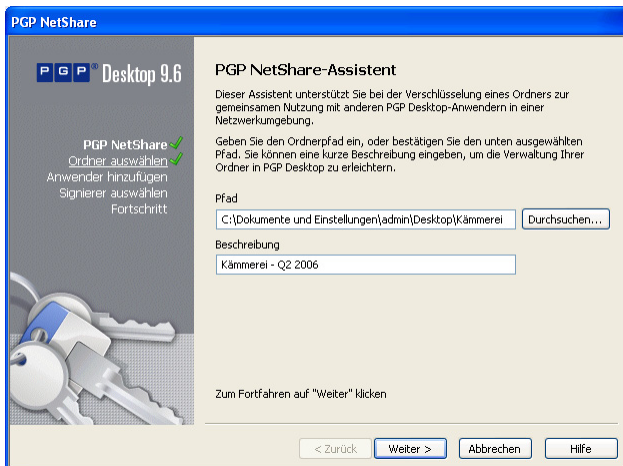 PGP NetShare
PGP® Desktop 9.6
PGP NetShare
Ordner auswählen
Anwender hinzufügen
Signierer auswählen
Fortschritt
PGP NetShare-Assistent
Dieser Assistent unterstützt Sie bei der Verschlüsselung eines Ordners zur
gemeinsamen Nutzung mit anderen PGP Desktop-Anwendern in einer
Netzwerkumgebung.
Geben Sie den Ordnerpfad ein, oder bestätigen Sie den unten ausgewählten
Pfad. Sie können eine kurze Beschreibung eingeben, um die Verwaltung Ihrer
Ordner in PGP Desktop zu erleichtern.
Pfad
C:\Dokumente und Einstellungen\admin\Desktop\Kämmerei
Durchsuchen...
Beschreibung
Kämmerei - Q2 2006
Zum Fortfahren auf "Weiter" klicken
< Zurück
Weiter >
Abbrechen
Hilfe